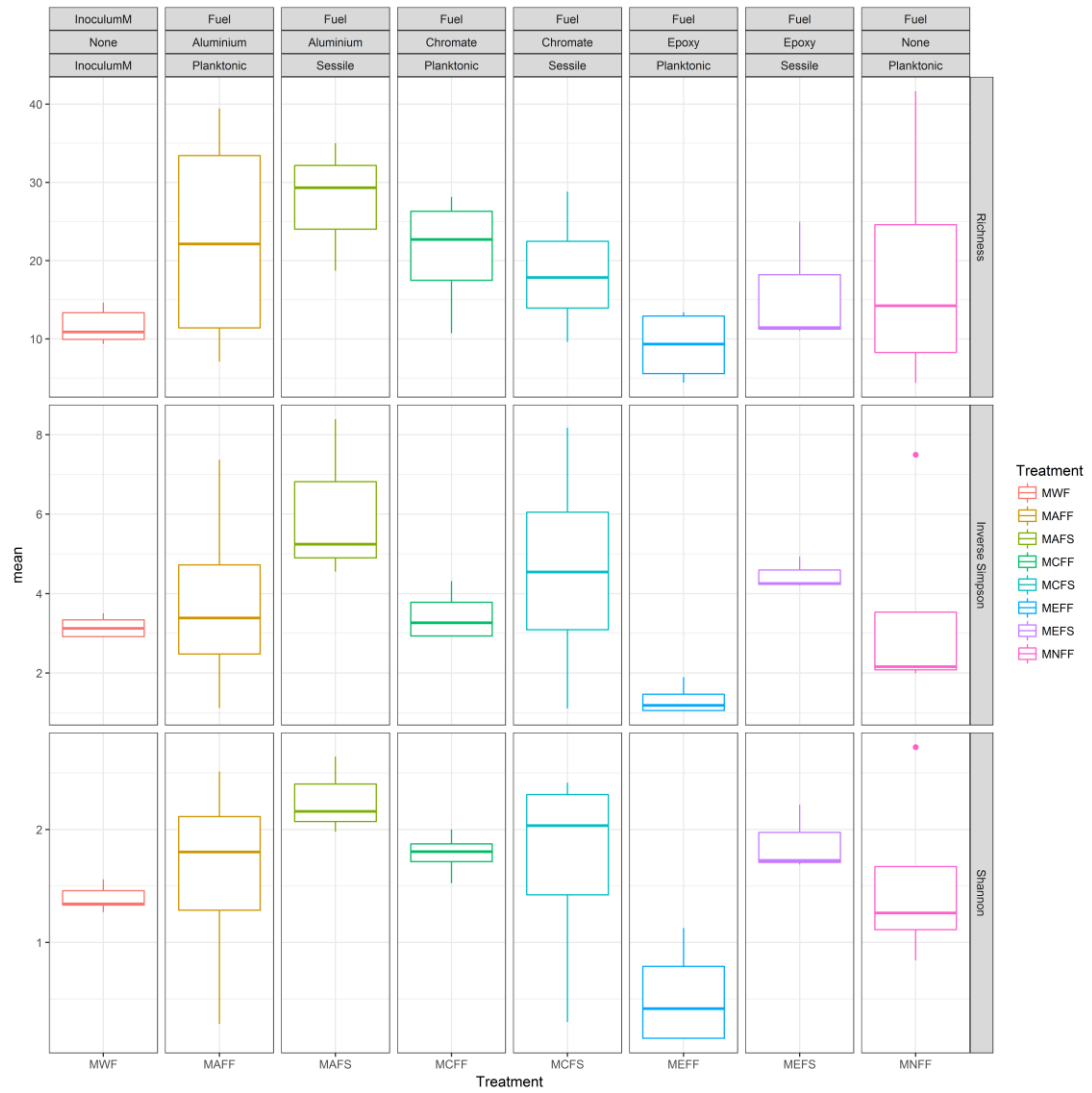 InoculumM Fuel Fuel Fuel Fuel Fuel Fuel Fuel
None Aluminium Aluminium Chromate Chromate Epoxy Epoxy None
InoculumM Planktonic Sessile Planktonic Sessile Planktonic Sessile Planktonic
40
30
20
10
Richness
8
6
4
2
Inverse Simpson
2
1
Shannon
mean
MWF MAFF MAFS MCFF MCFS MEFF MEFS MNFF
Treatment
Treatment
MWF
MAFF
MAFS
MCFF
MCFS
MEFF
MEFS
MNFF